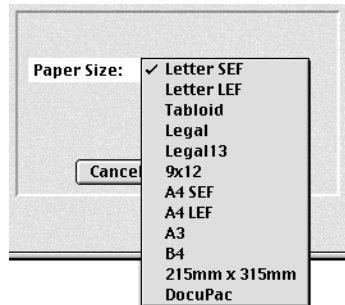 Paper Size: ✓ Letter SEF
Letter LEF
Tabloid
Legal
Legal13
Cancel 9x12
A4 SEF
A4 LEF
A3
B4
215mm x 315mm
DocuPac